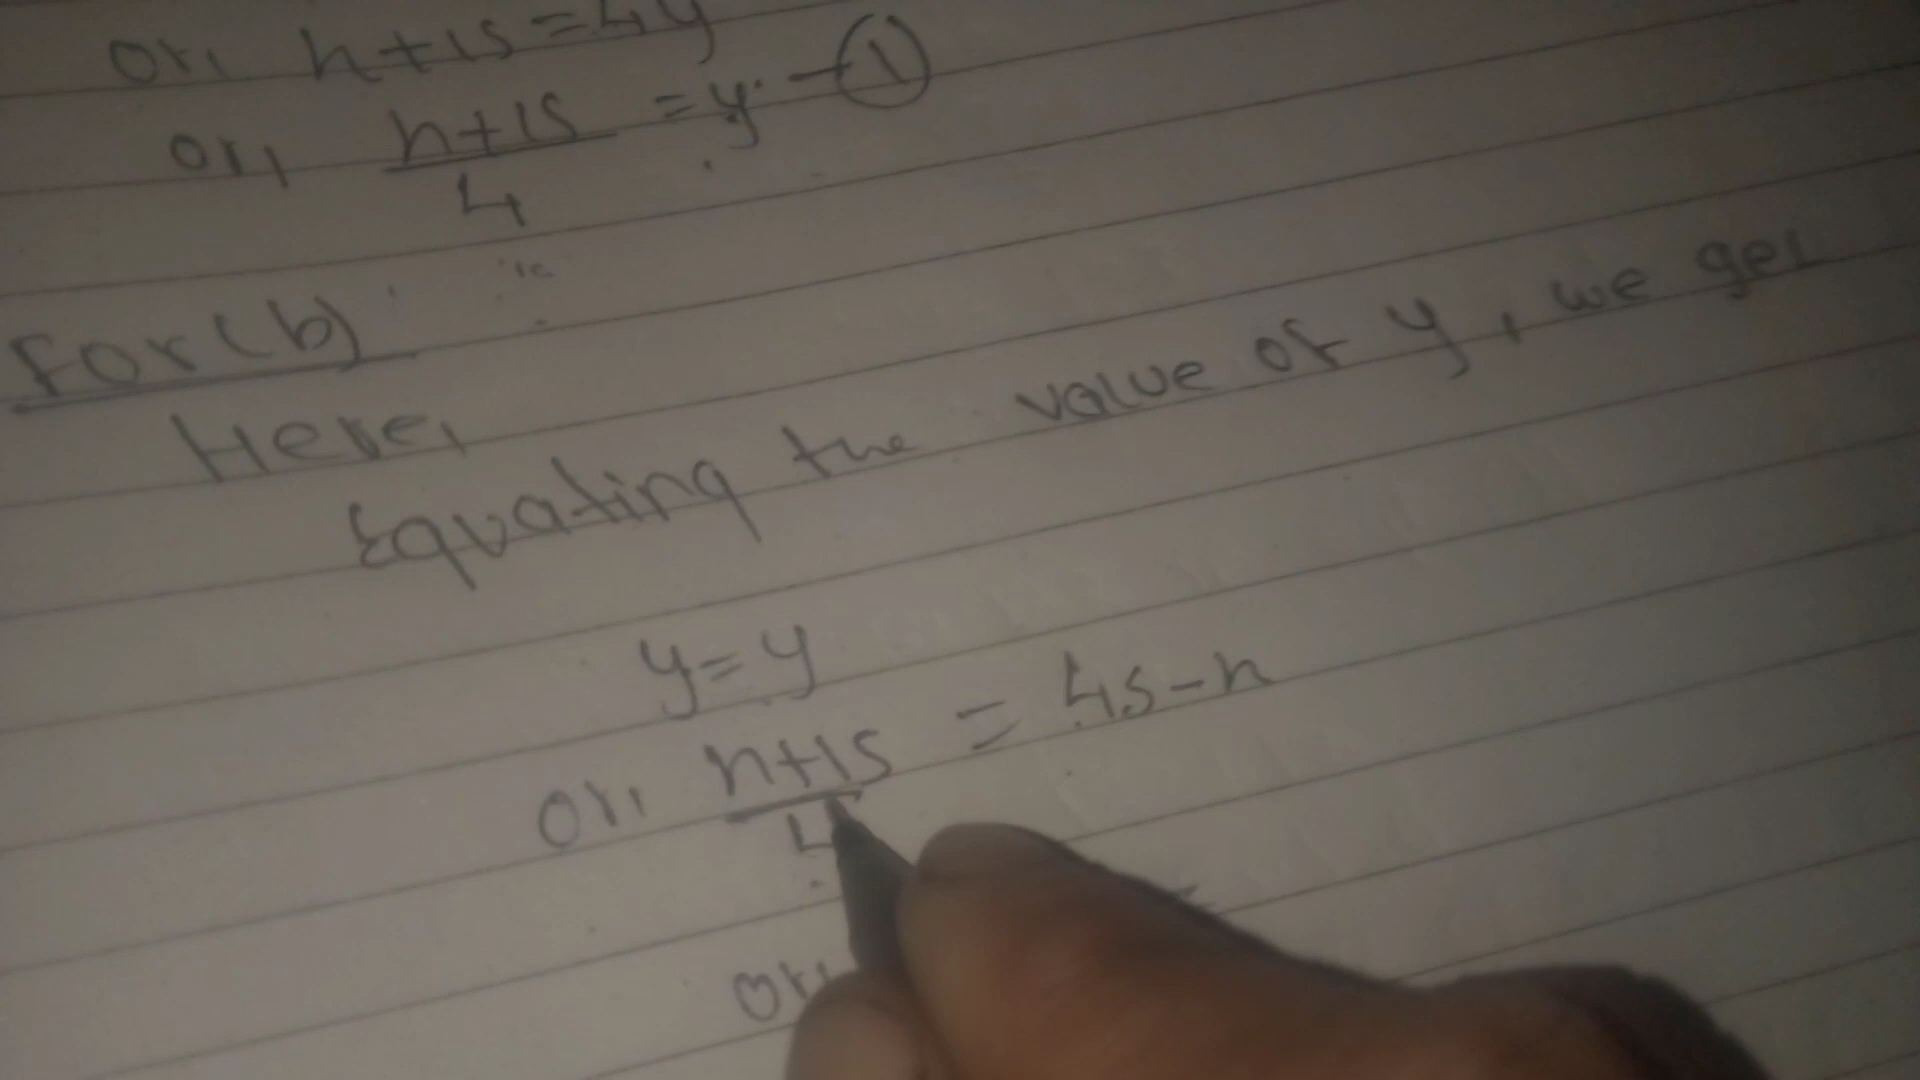 or, n+15=4y
or, n+15/4 =y. -①
For (b)
Here,
Equating the value of y, we get
y=y
or, n+15/4 = 45-n
or,